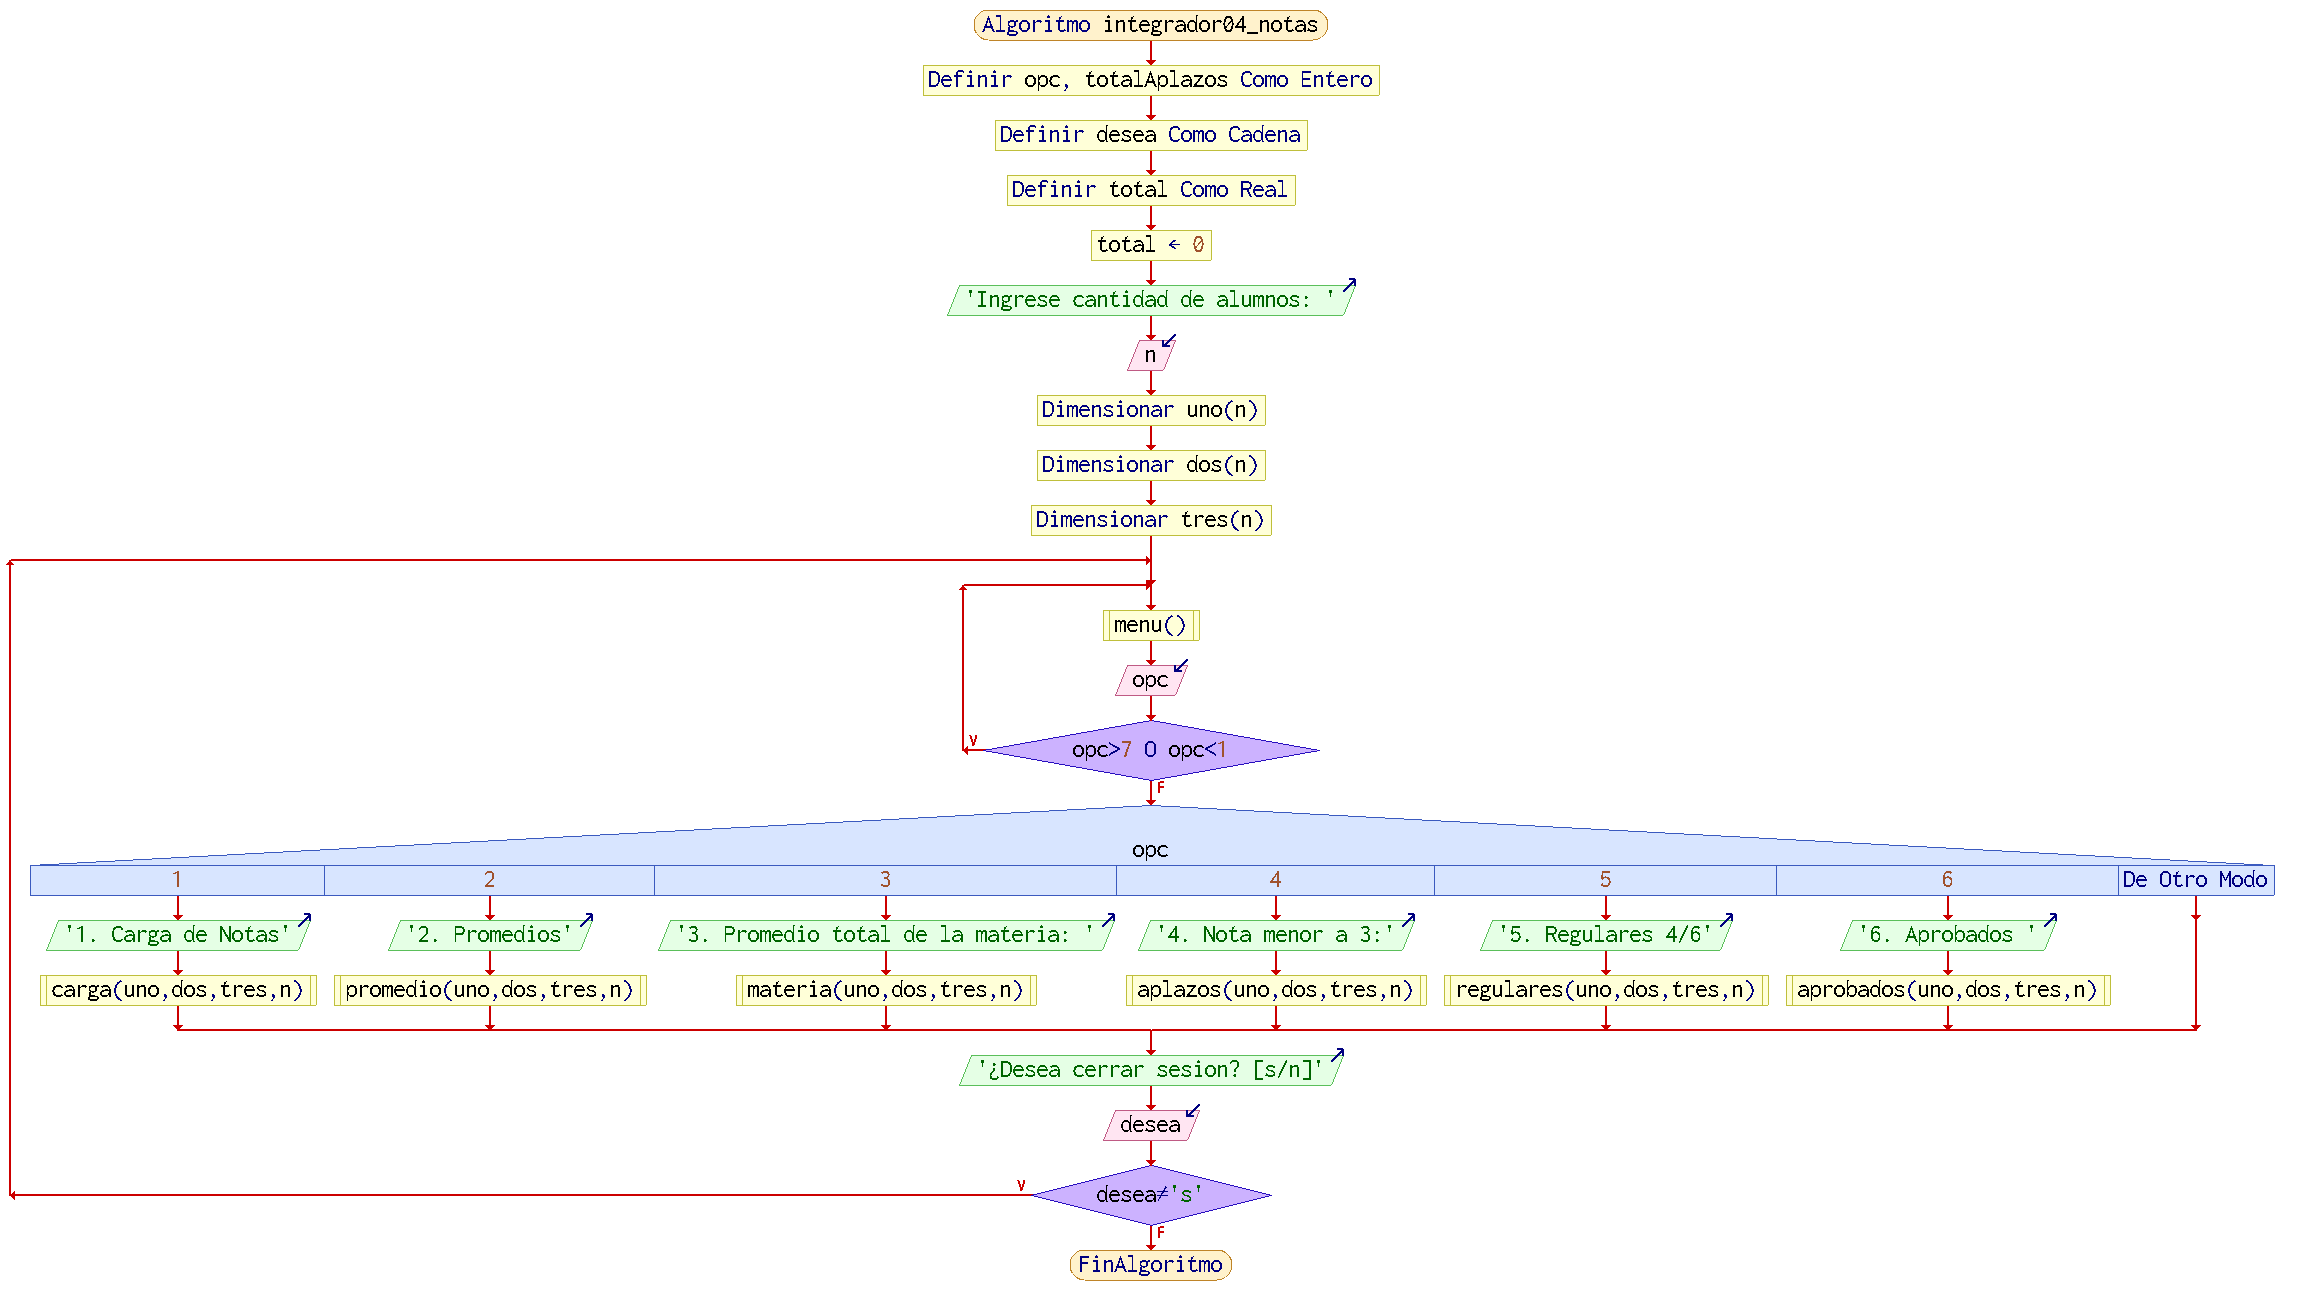 Algoritmo integrador04_notas
Definir opc, totalAplazos Como Entero
Definir desea Como Cadena
Definir total Como Real
total ← 0
'Ingrese cantidad de alumnos: '
n
Dimensionar uno(n)
Dimensionar dos(n)
Dimensionar tres(n)
menu()
opc
opc>7 O opc<1
V
F
opc
1 2 3 4 5 6 De Otro Modo
'1. Carga de Notas' '2. Promedios' '3. Promedio total de la materia: ' '4. Nota menor a 3:' '5. Regulares 4/6' '6. Aprobados '
carga(uno,dos,tres,n) promedio(uno,dos,tres,n) materia(uno,dos,tres,n) aplazos(uno,dos,tres,n) regulares(uno,dos,tres,n) aprobados(uno,dos,tres,n)
'¿Desea cerrar sesion? [s/n]'
desea
desea≠'s'
V
F
FinAlgoritmo